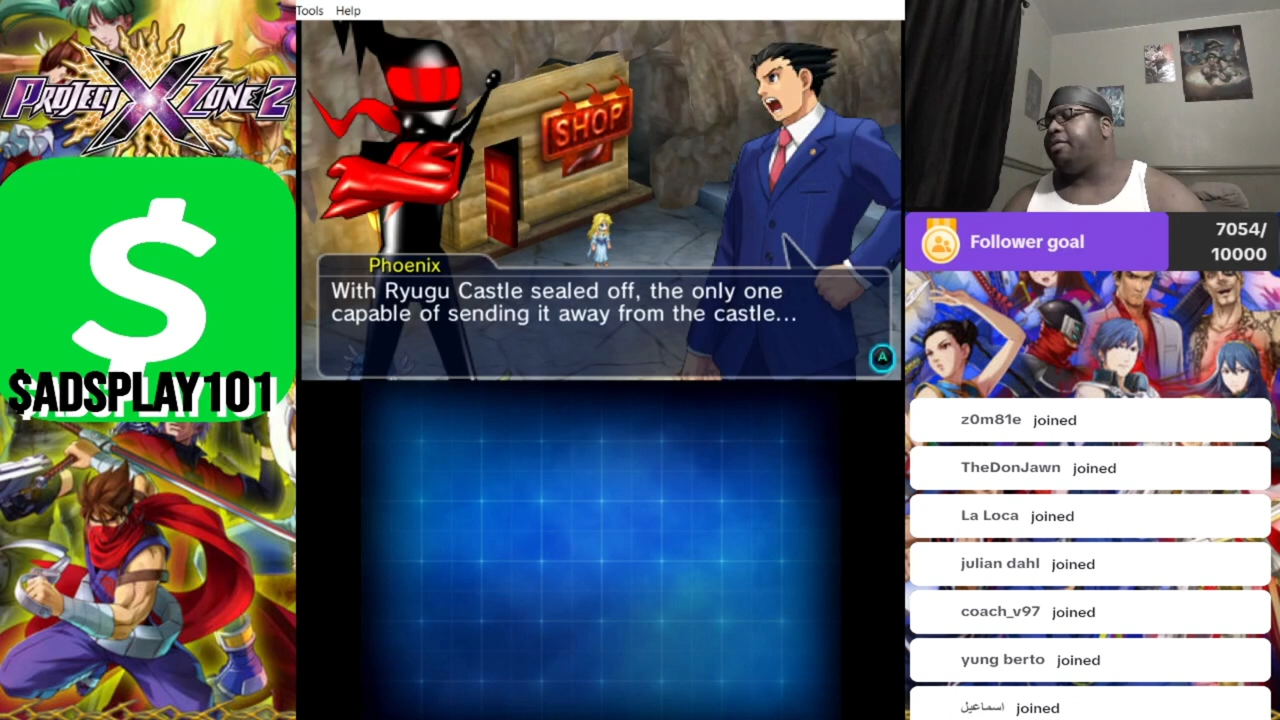 Tools Help
PROJECT X ZONE 2
SHOP
Phoenix
With Ryugu Castle sealed off, the only one
capable of sending it away from the castle...
A
$
$ADSPLAY101
Follower goal
7054/
10000
z0m81e joined
TheDonJawn joined
La Loca joined
julian dahl joined
coach_v97 joined
yung berto joined
اسماعيل joined